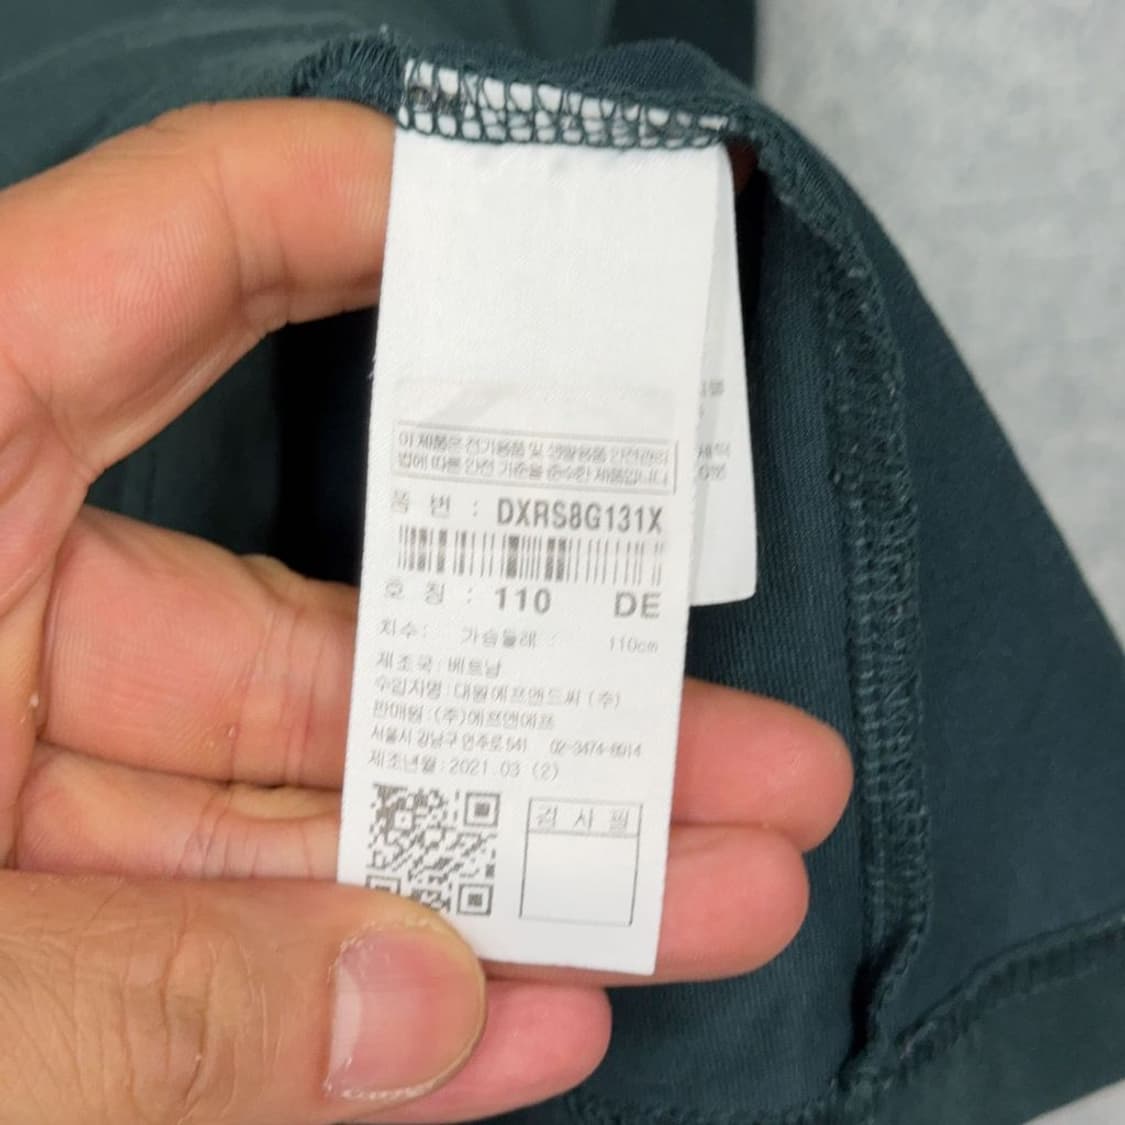 이 제품은 전기용품 및 생활용품 안전관리
법에 따른 안전 기준을 준수한 제품입니다
품 번 : DXRS8G131X
호 칭 : 110 DE
치수: 가슴둘레 : 110cm
제조국:베트남
수입자명:대원에프앤드씨 (주)
판매원:(주)에프앤에프
서울시 강남구 언주로541 02-3474-6014
제조년월:2021.03 (2)
검 사 필